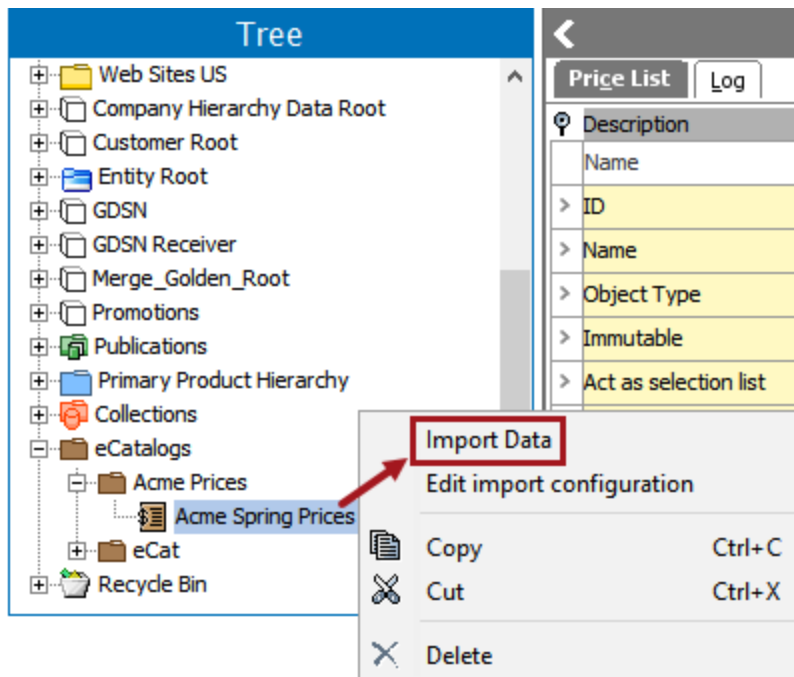 Tree
Web Sites US
Company Hierarchy Data Root
Customer Root
Entity Root
GDSN
GDSN Receiver
Merge_Golden_Root
Promotions
Publications
Primary Product Hierarchy
Collections
eCatalogs
Acme Prices
Acme Spring Prices
eCat
Recycle Bin
Price List Log
Description
Name
ID
Name
Object Type
Immutable
Act as selection list
Import Data
Edit import configuration
Copy Ctrl+C
Cut Ctrl+X
Delete